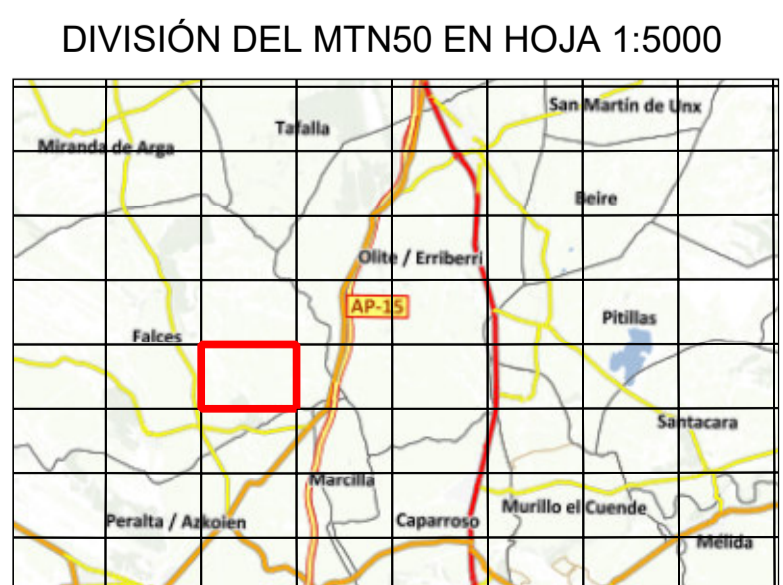 DIVISIÓN DEL MTN50 EN HOJA 1:5000
San Martín de Unx
Tafalla
Miranda de Arga
Beire
Olite / Erriberri
AP-15
Pitillas
Falces
Santacara
Marcilla
Murillo el Cuende
Peralta / Azkoien
Caparroso
Mélida